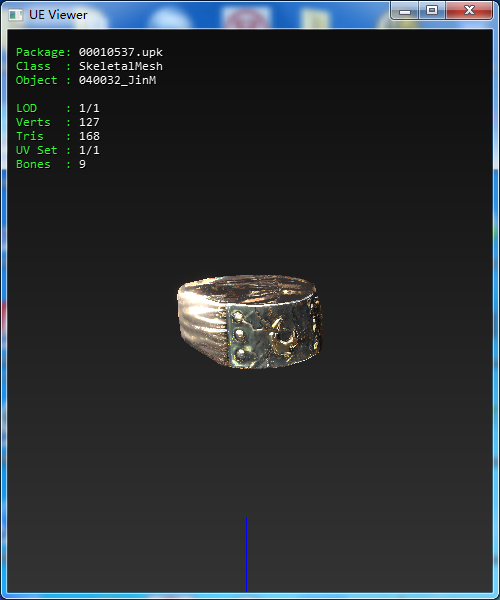 UE Viewer
Package: 00010537.upk
Class  : SkeletalMesh
Object : 040032_JinM
LOD    : 1/1
Verts  : 127
Tris   : 168
UV Set : 1/1
Bones  : 9